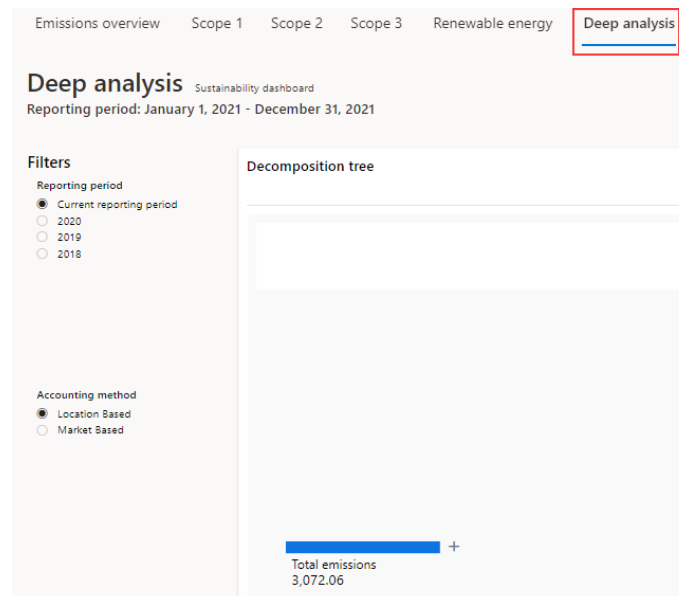 Emissions overview Scope 1 Scope 2 Scope 3 Renewable energy Deep analysis
Deep analysis Sustainability dashboard
Reporting period: January 1, 2021 - December 31, 2021
Filters
Reporting period
Current reporting period
2020
2019
2018
Accounting method
Location Based
Market Based
Decomposition tree
+
Total emissions
3,072.06